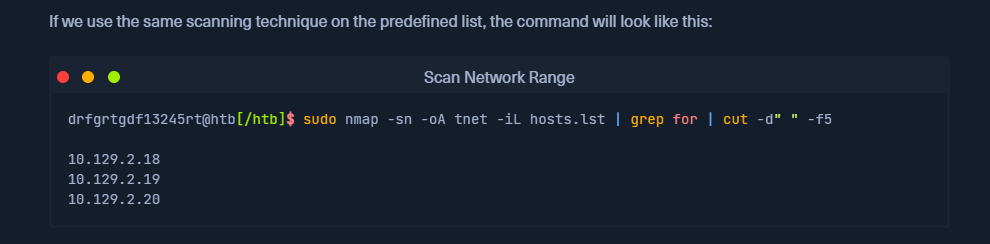 If we use the same scanning technique on the predefined list, the command will look like this:
Scan Network Range
drfgrtgdf13245rt@htb[/htb]$ sudo nmap -sn -oA tnet -iL hosts.lst | grep for | cut -d" " -f5
10.129.2.18
10.129.2.19
10.129.2.20